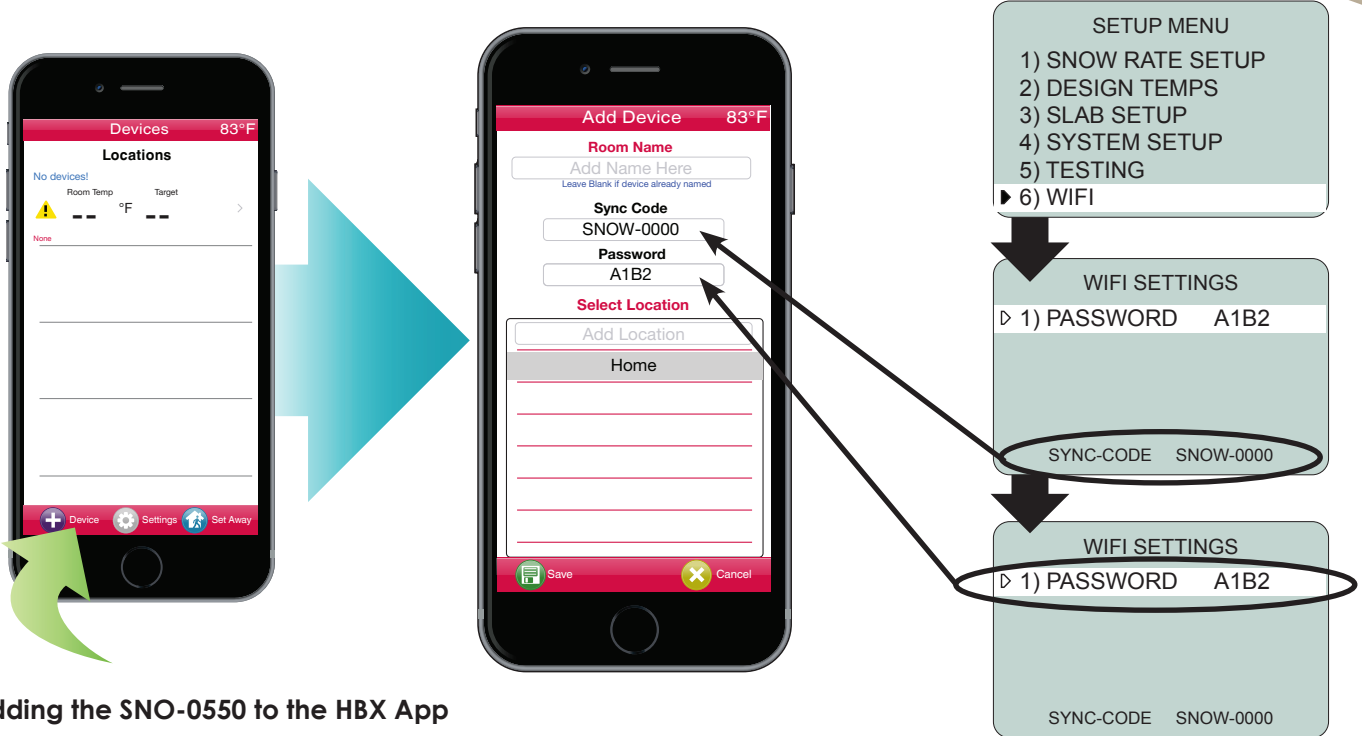 Devices 83°F
Locations
No devices!
Room Temp Target
-- °F --
None
Device Settings Set Away
Add Device 83°F
Room Name
Add Name Here
Leave Blank if device already named
Sync Code
SNOW-0000
Password
A1B2
Select Location
Add Location
Home
Save Cancel
SETUP MENU
1) SNOW RATE SETUP
2) DESIGN TEMPS
3) SLAB SETUP
4) SYSTEM SETUP
5) TESTING
6) WIFI
WIFI SETTINGS
1) PASSWORD A1B2
SYNC-CODE SNOW-0000
WIFI SETTINGS
1) PASSWORD A1B2
SYNC-CODE SNOW-0000
dding the SNO-0550 to the HBX App